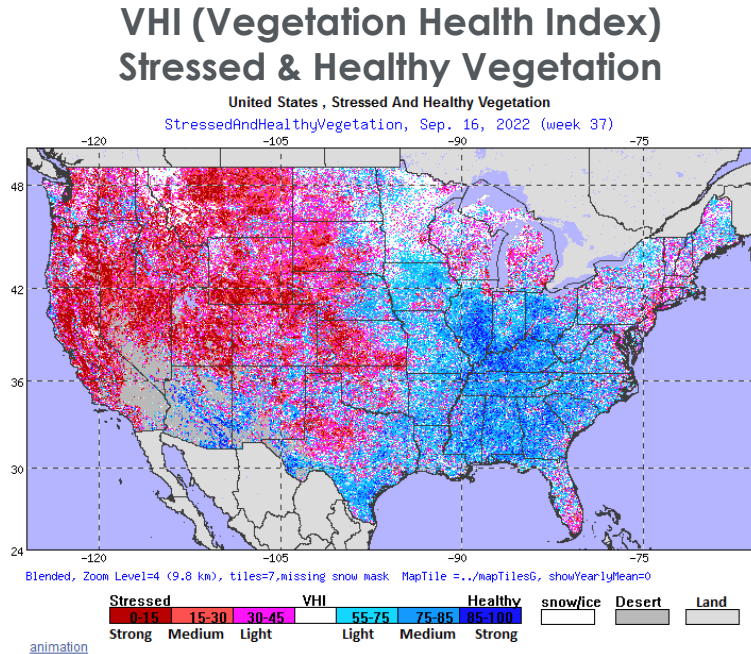 VHI (Vegetation Health Index)
Stressed & Healthy Vegetation
United States , Stressed And Healthy Vegetation
StressedAndHealthyVegetation, Sep. 16, 2022 (week 37)
-120 -105 -90 -75
48
42
36
30
24
-120 -105 -90 -75
Blended, Zoom Level=4 (9.8 km), tiles=7,missing snow mask MapTile =../mapTilesG, showYearlyMean=0
Stressed VHI Healthy snow/ice Desert Land
0-15 15-30 30-45 55-75 75-85 85-100
Strong Medium Light Light Medium Strong
animation